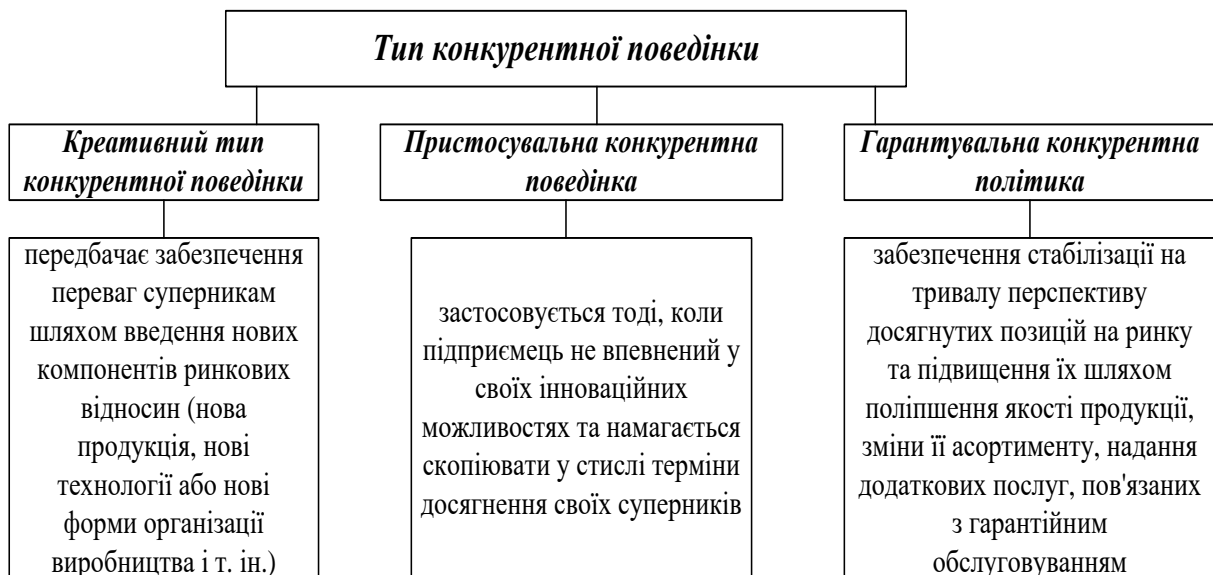 Тип конкурентної поведінки
Креативний тип
конкурентної поведінки
передбачає забезпечення
переваг суперникам
шляхом введення нових
компонентів ринкових
відносин (нова
продукція, нові
технології або нові
форми організації
виробництва і т. ін.)
Пристосувальна конкурентна
поведінка
застосовується тоді, коли
підприємець не впевнений у
своїх інноваційних
можливостях та намагається
скопіювати у стислі терміни
досягнення своїх суперників
Гарантувальна конкурентна
політика
забезпечення стабілізації на
тривалу перспективу
досягнутих позицій на ринку
та підвищення їх шляхом
поліпшення якості продукції,
зміни її асортименту, надання
додаткових послуг, пов'язаних
з гарантійним
обслуговуванням